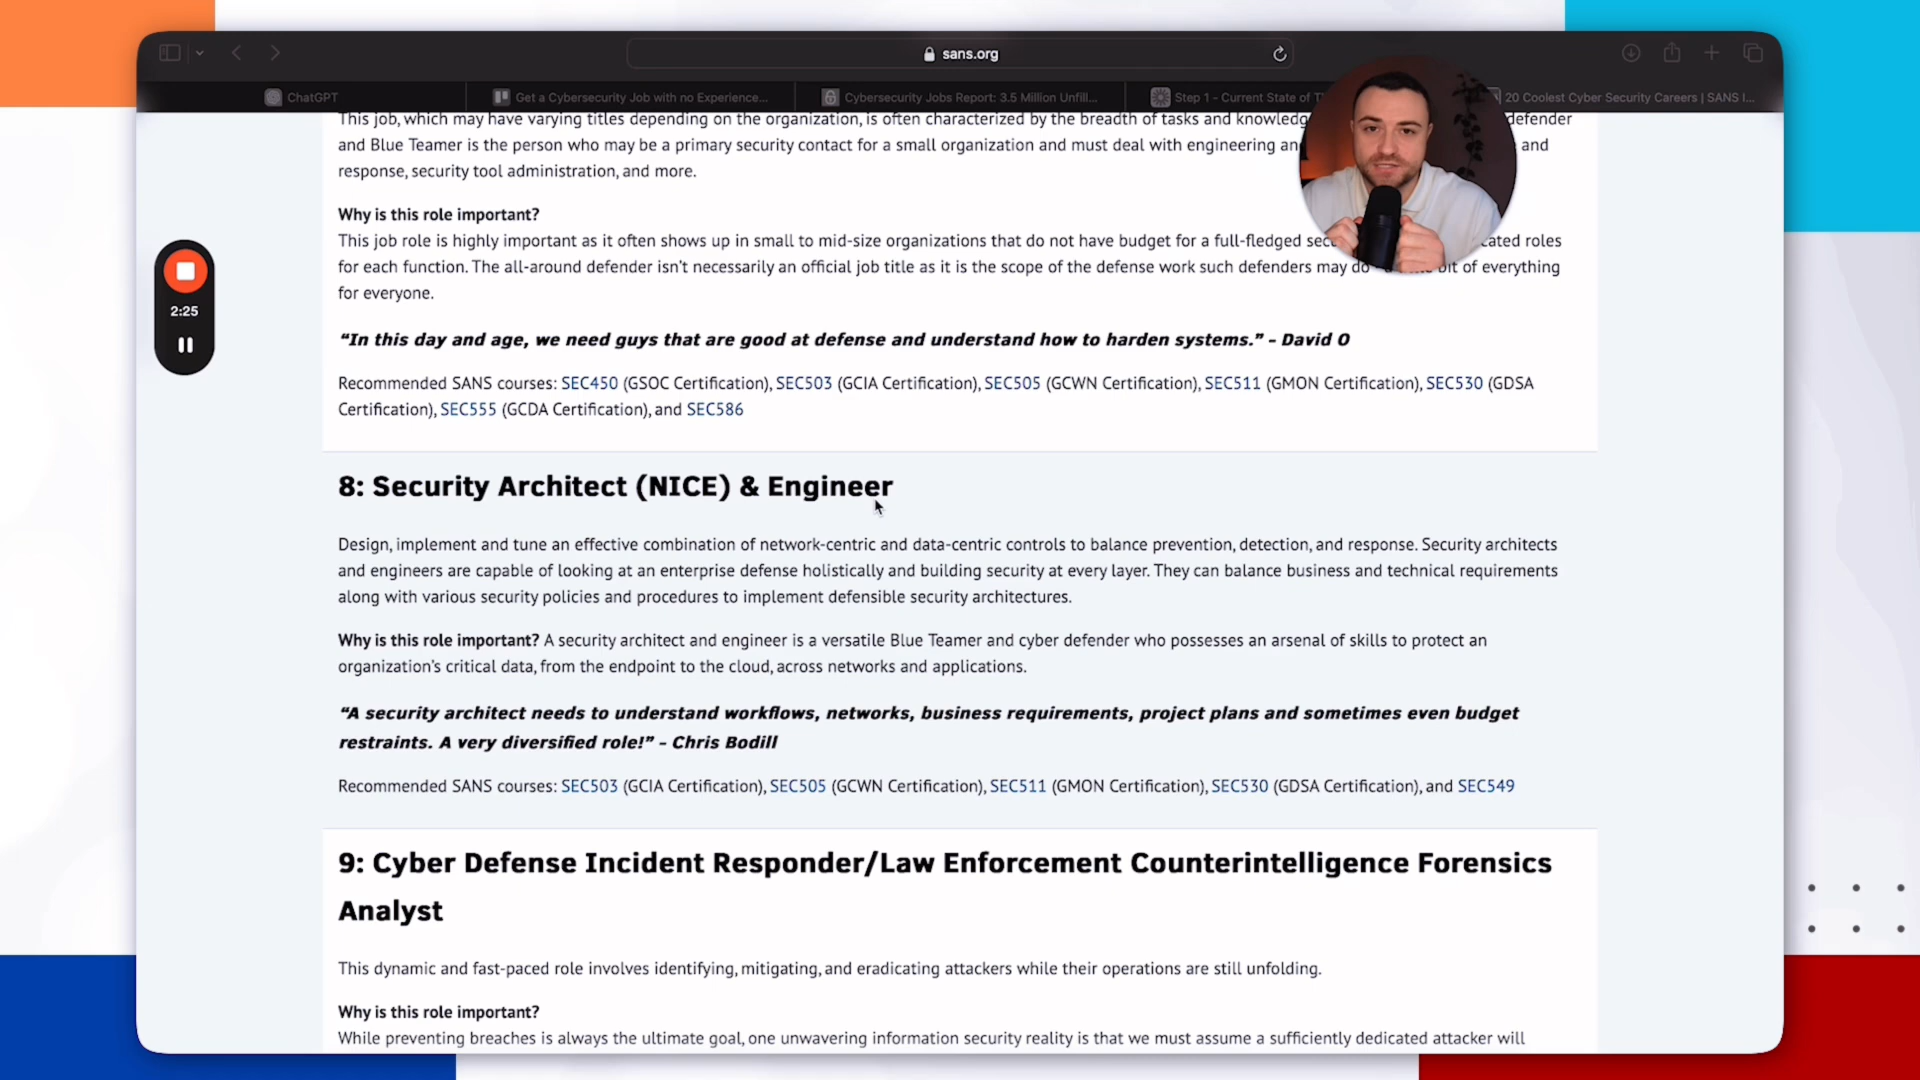 sans.org
ChatGPT
Get a Cybersecurity Job with no Experience...
Cybersecurity Jobs Report: 3.5 Million Unfill...
Step 1 - Current State of
20 Coolest Cyber Security Careers | SANS I...
This job, which may have varying titles depending on the organization, is often characterized by the breadth of tasks and defender
and Blue Teamer is the person who may be a primary security contact for a small organization and must deal with engineering and
response, security tool administration, and more.
Why is this role important?
This job role is highly important as it often shows up in small to mid-size organizations that do not have budget for a full-fledged roles
for each function. The all-around defender isn't necessarily an official job title as it is the scope of the defense work such defenders may do bit of everything
for everyone.
2:25
"In this day and age, we need guys that are good at defense and understand how to harden systems." - David O
Recommended SANS courses: SEC450 (GSOC Certification), SEC503 (GCIA Certification), SEC505 (GCWN Certification), SEC511 (GMON Certification), SEC530 (GDSA
Certification), SEC555 (GCDA Certification), and SEC586
8: Security Architect (NICE) & Engineer
Design, implement and tune an effective combination of network-centric and data-centric controls to balance prevention, detection, and response. Security architects
and engineers are capable of looking at an enterprise defense holistically and building security at every layer. They can balance business and technical requirements
along with various security policies and procedures to implement defensible security architectures.
Why is this role important? A security architect and engineer is a versatile Blue Teamer and cyber defender who possesses an arsenal of skills to protect an
organization's critical data, from the endpoint to the cloud, across networks and applications.
"A security architect needs to understand workflows, networks, business requirements, project plans and sometimes even budget
restraints. A very diversified role!" - Chris Bodill
Recommended SANS courses: SEC503 (GCIA Certification), SEC505 (GCWN Certification), SEC511 (GMON Certification), SEC530 (GDSA Certification), and SEC549
9: Cyber Defense Incident Responder/Law Enforcement Counterintelligence Forensics
Analyst
This dynamic and fast-paced role involves identifying, mitigating, and eradicating attackers while their operations are still unfolding.
Why is this role important?
While preventing breaches is always the ultimate goal, one unwavering information security reality is that we must assume a sufficiently dedicated attacker will